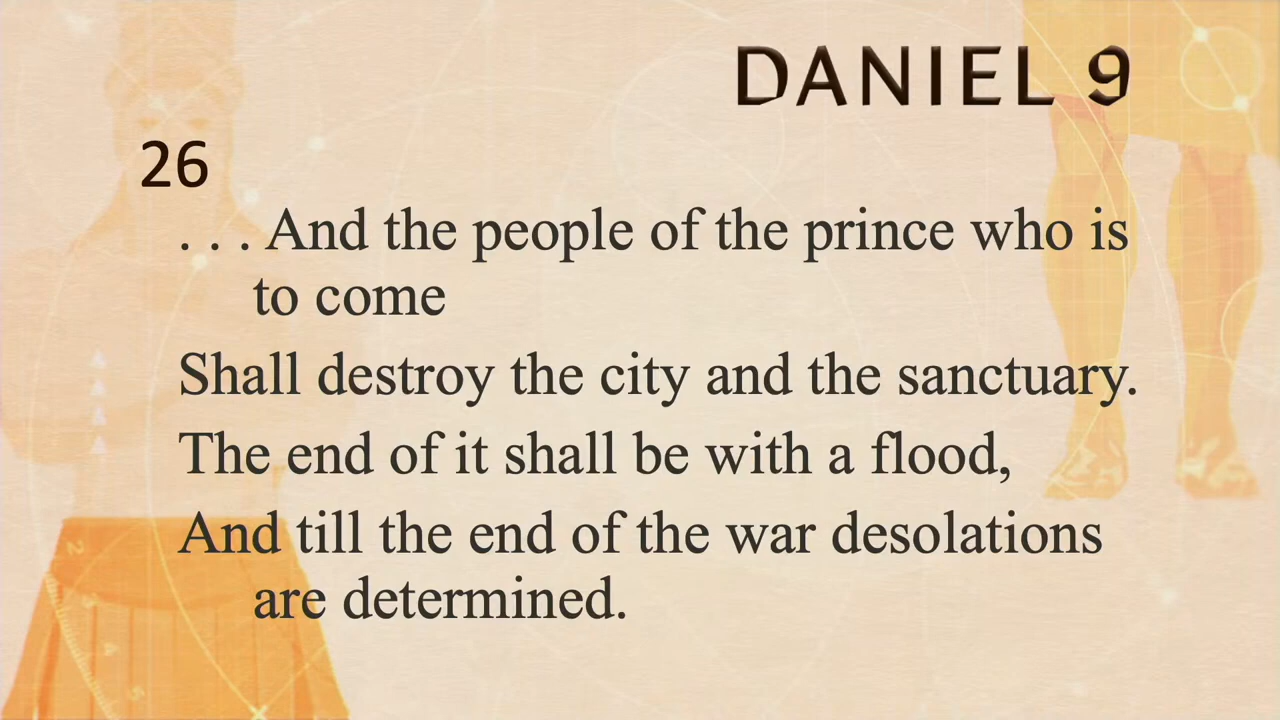 DANIEL 9
26
. . . And the people of the prince who is
to come
Shall destroy the city and the sanctuary.
The end of it shall be with a flood,
And till the end of the war desolations
are determined.